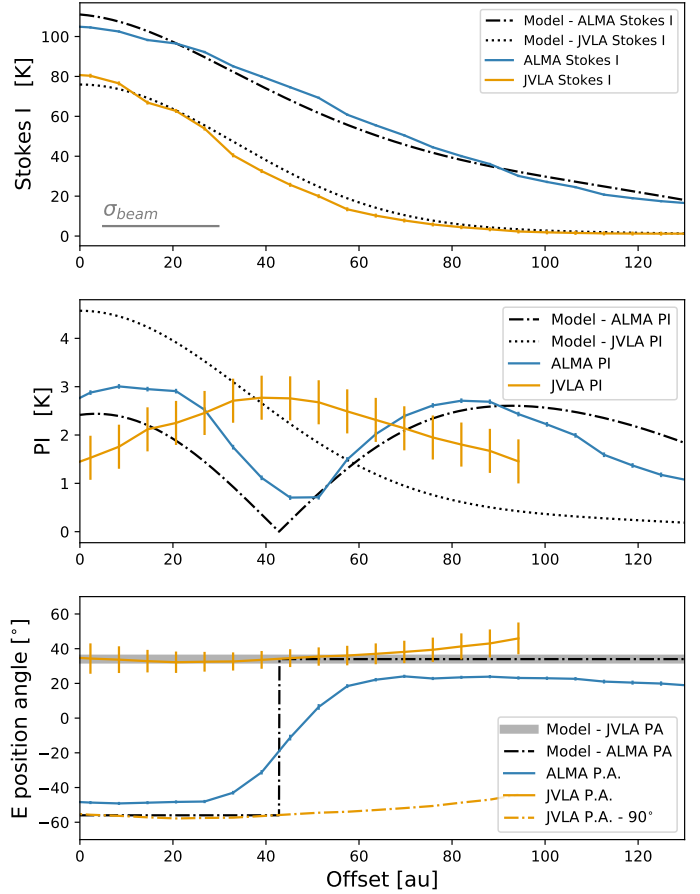 Stokes I [K]
100
80
60
40
20
0
Model - ALMA Stokes I
Model - JVLA Stokes I
ALMA Stokes I
JVLA Stokes I
σbeam
0 20 40 60 80 100 120
PI [K]
4
3
2
1
0
Model - ALMA PI
Model - JVLA PI
ALMA PI
JVLA PI
0 20 40 60 80 100 120
E position angle [°]
60
40
20
0
−20
−40
−60
Model - JVLA PA
Model - ALMA PA
ALMA P.A.
JVLA P.A.
JVLA P.A. - 90°
0 20 40 60 80 100 120
Offset [au]